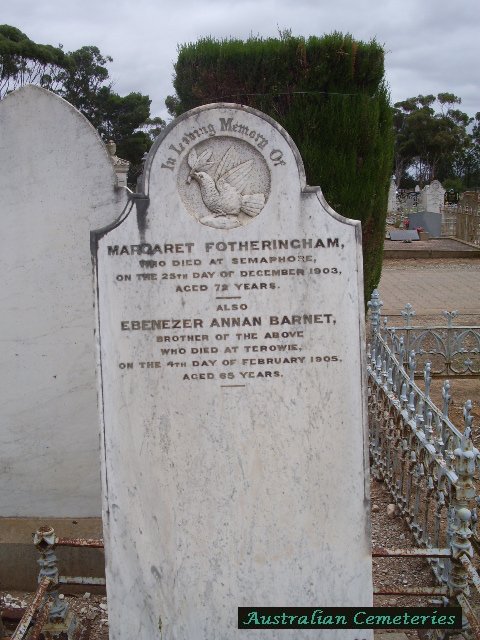 In Loving Memory Of
MARGARET FOTHERINGHAM,
WHO DIED AT SEMAPHORE,
ON THE 25TH DAY OF DECEMBER 1903,
AGED 72 YEARS.
ALSO
EBENEZER ANNAN BARNET,
BROTHER OF THE ABOVE
WHO DIED AT TEROWIE,
ON THE 4TH DAY OF FEBRUARY 1905.
AGED 65 YEARS.
Australian Cemeteries